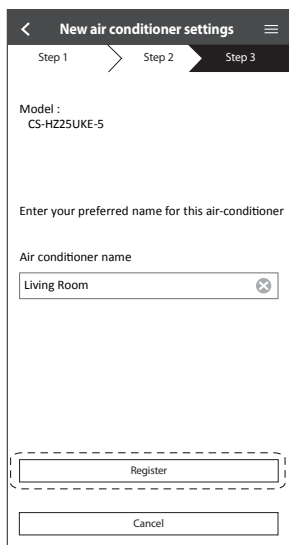 New air conditioner settings
Step 1 Step 2 Step 3
Model :
CS-HZ25UKE-5
Enter your preferred name for this air-conditioner
Air conditioner name
Living Room
Register
Cancel